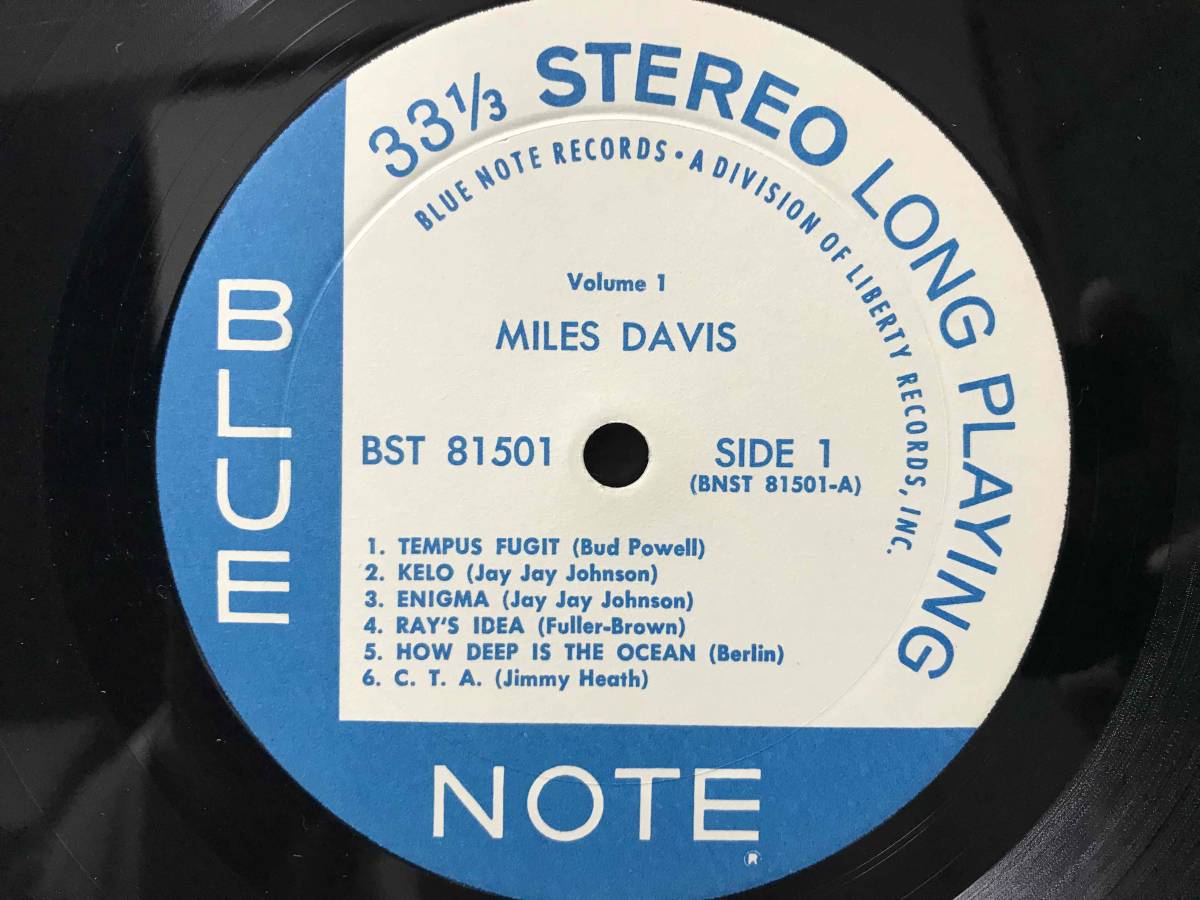 33⅓ STEREO LONG PLAYING
BLUE NOTE RECORDS • A DIVISION OF LIBERTY RECORDS, INC.
Volume 1
MILES DAVIS
BST 81501
SIDE 1
(BNST 81501-A)
1. TEMPUS FUGIT (Bud Powell)
2. KELO (Jay Jay Johnson)
3. ENIGMA (Jay Jay Johnson)
4. RAY'S IDEA (Fuller-Brown)
5. HOW DEEP IS THE OCEAN (Berlin)
6. C. T. A. (Jimmy Heath)
BLUE
NOTE
®